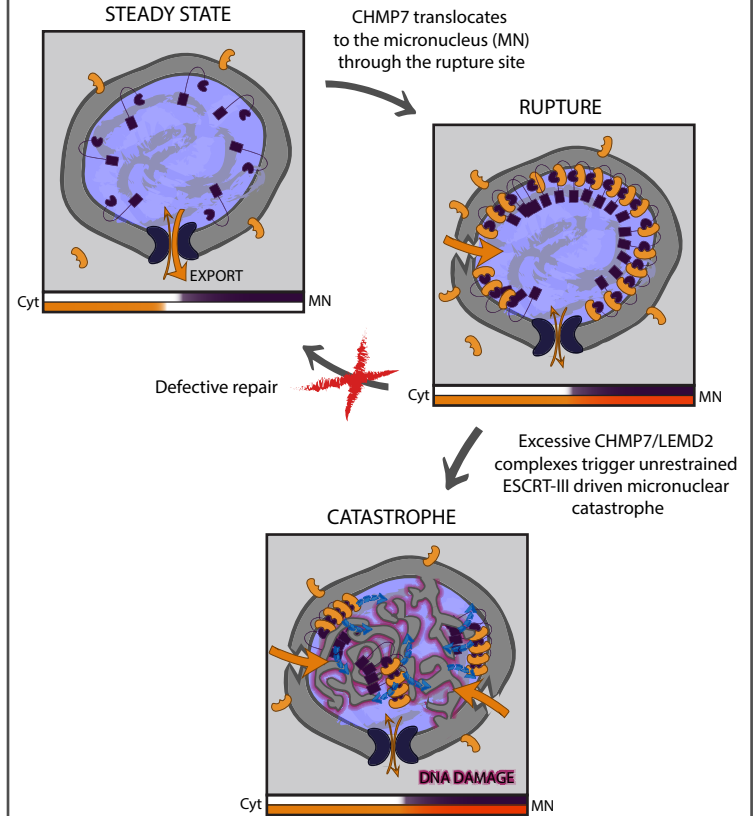 STEADY STATE
CHMP7 translocates
to the micronucleus (MN)
through the rupture site
EXPORT
Cyt
MN
RUPTURE
Cyt
MN
Defective repair
Excessive CHMP7/LEMD2
complexes trigger unrestrained
ESCRT-III driven micronuclear
catastrophe
CATASTROPHE
DNA DAMAGE
Cyt
MN